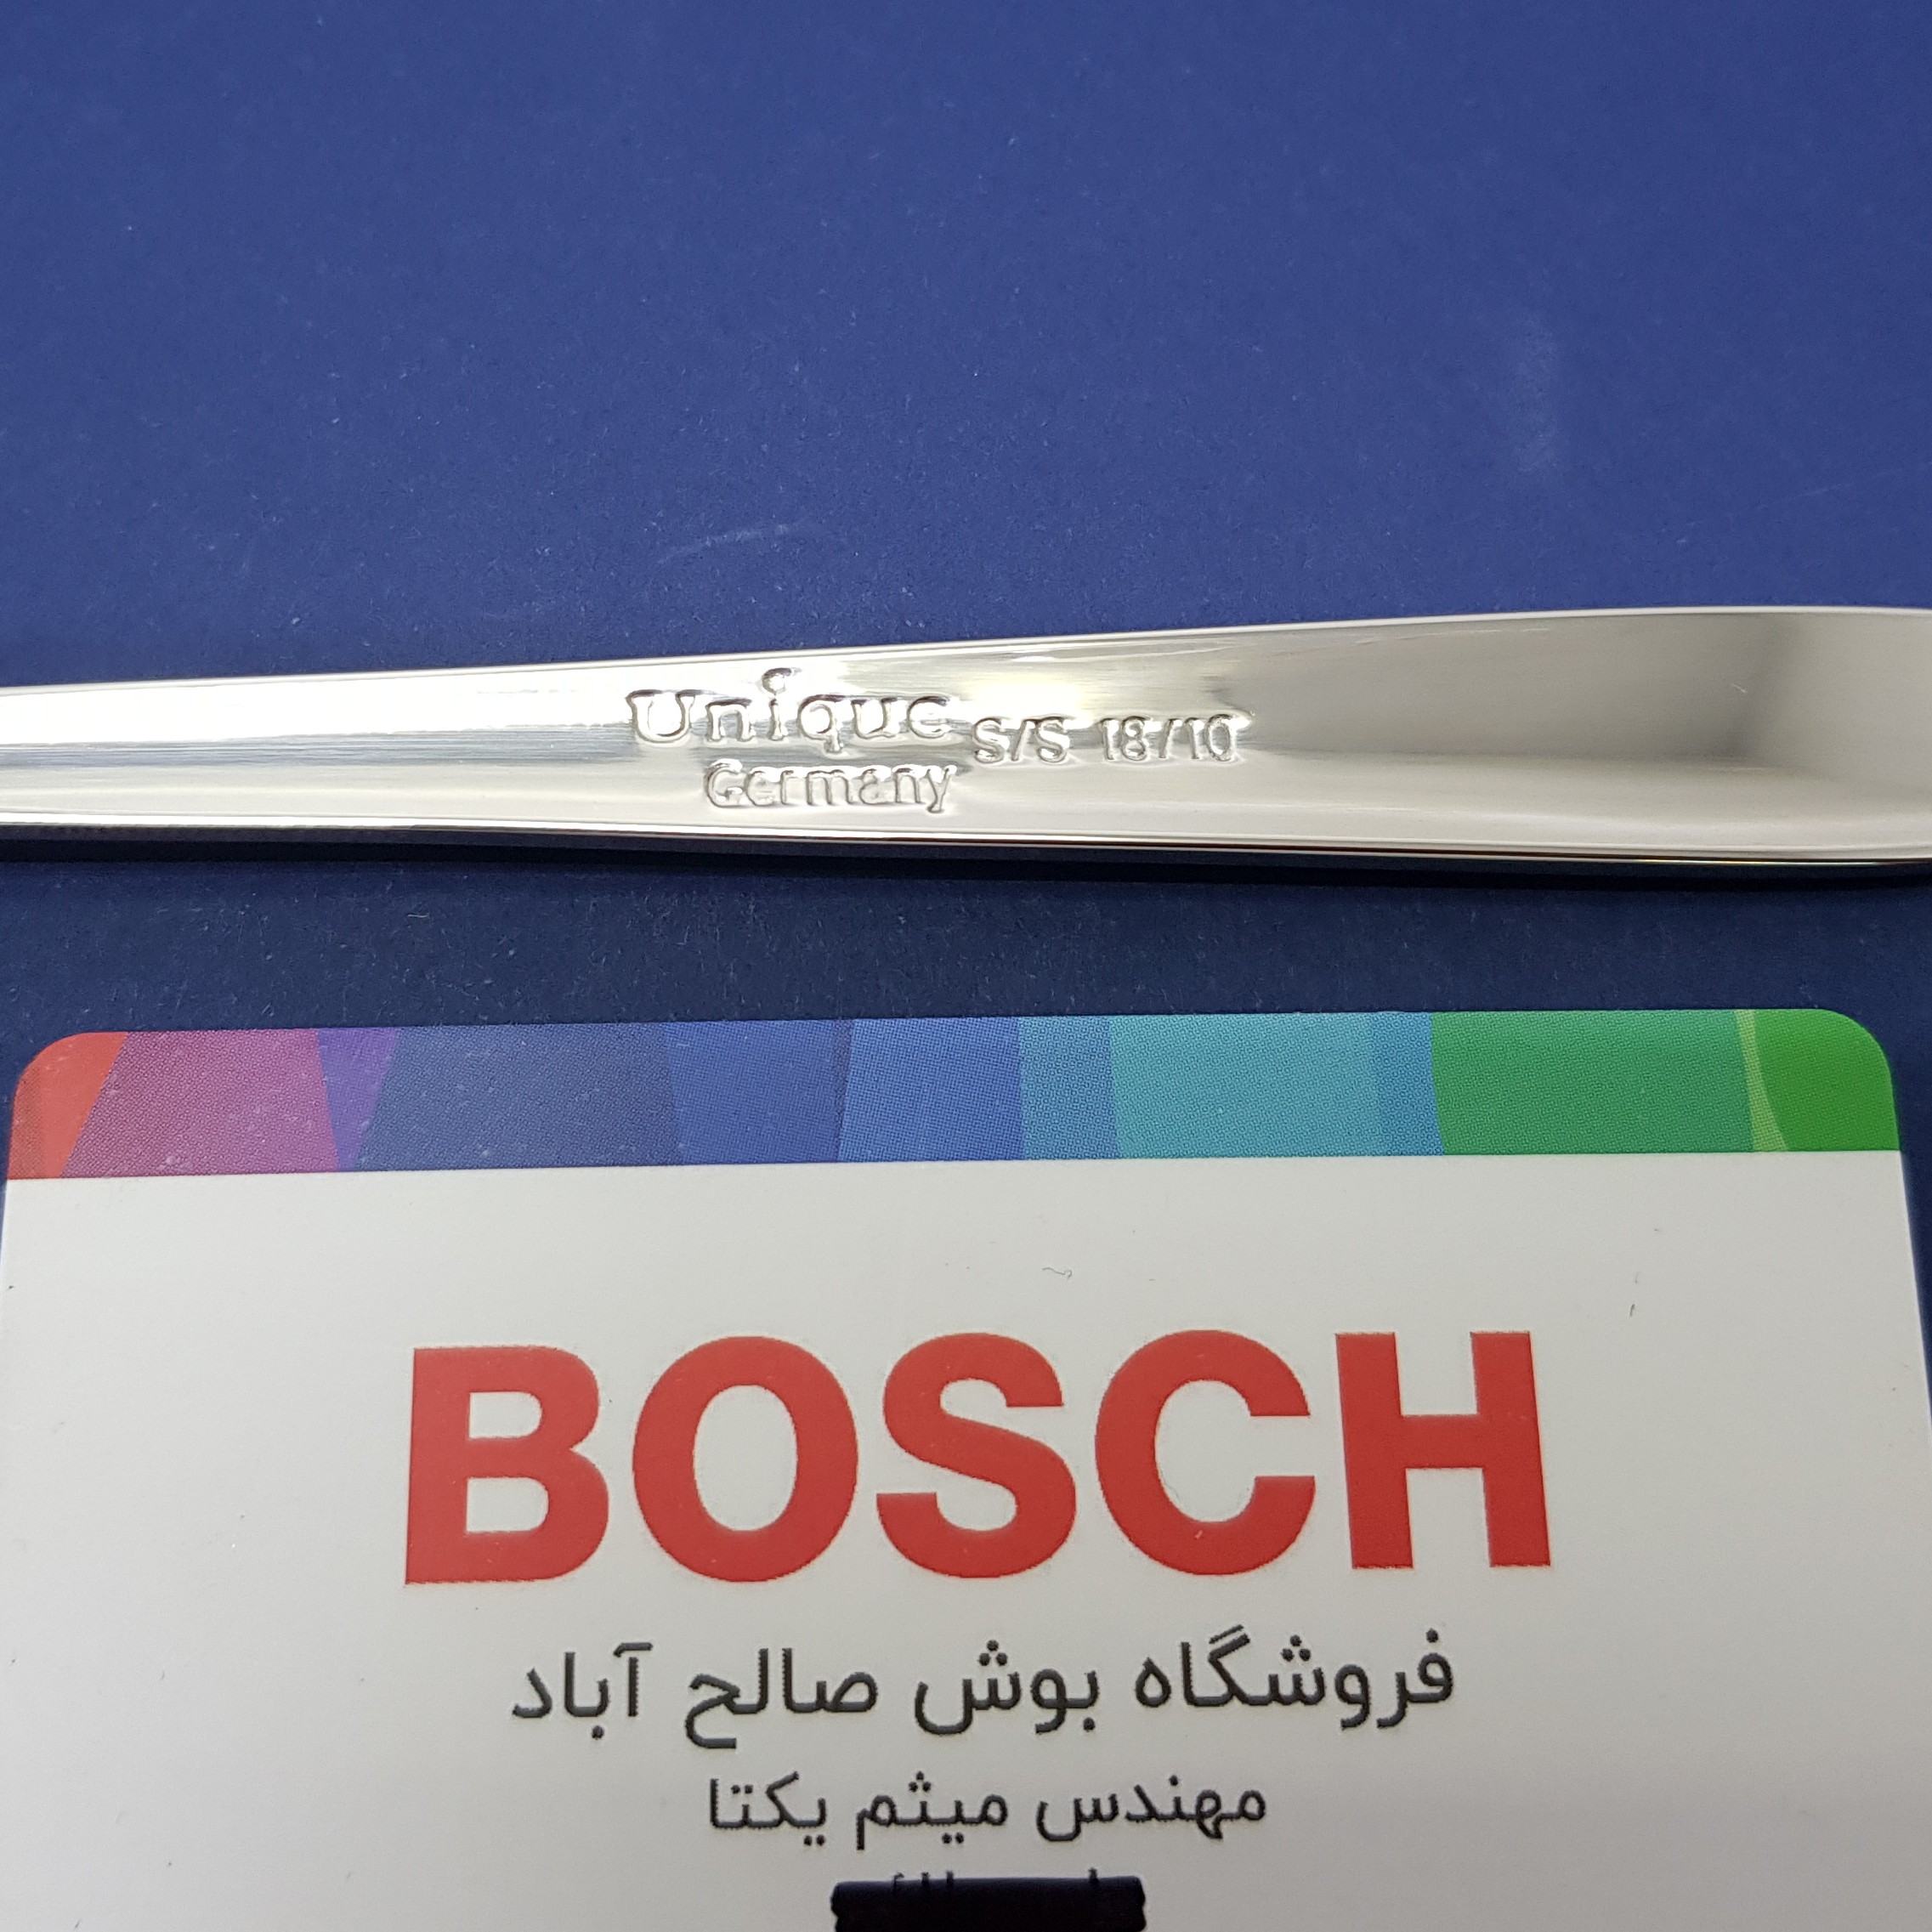 Unique S/S 18/10
Germany
BOSCH
فروشگاه بوش صالح آباد
مهندس میثم یکتا